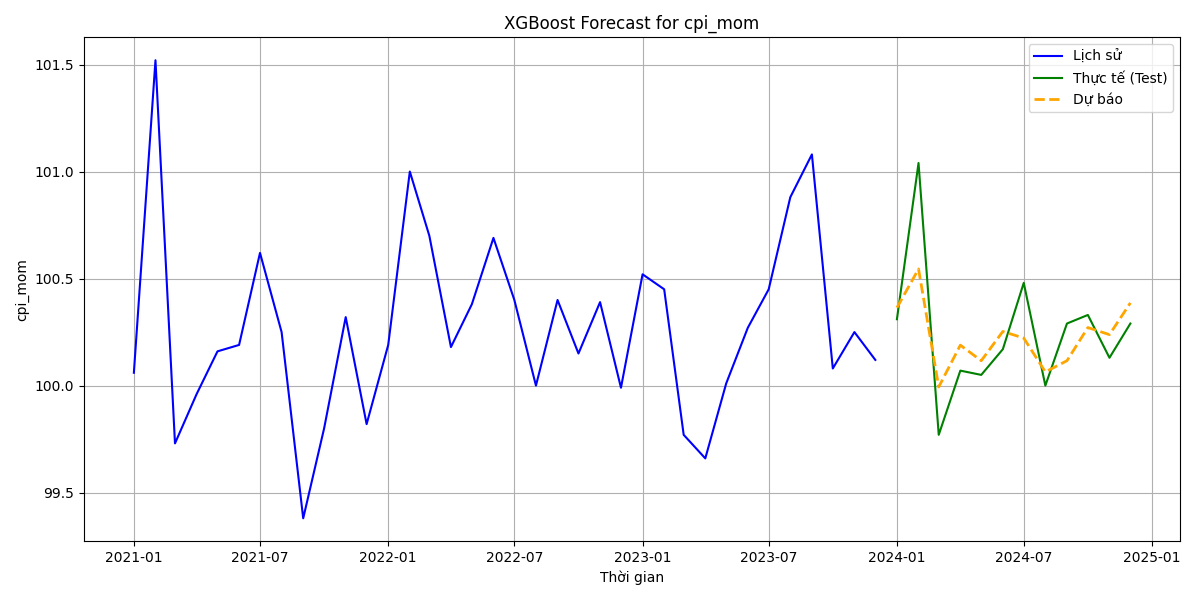 XGBoost Forecast for cpi_mom
Lịch sử
Thực tế (Test)
Dự báo
cpi_mom
101.5
101.0
100.5
100.0
99.5
2021-01
2021-07
2022-01
2022-07
2023-01
2023-07
2024-01
2024-07
2025-01
Thời gian